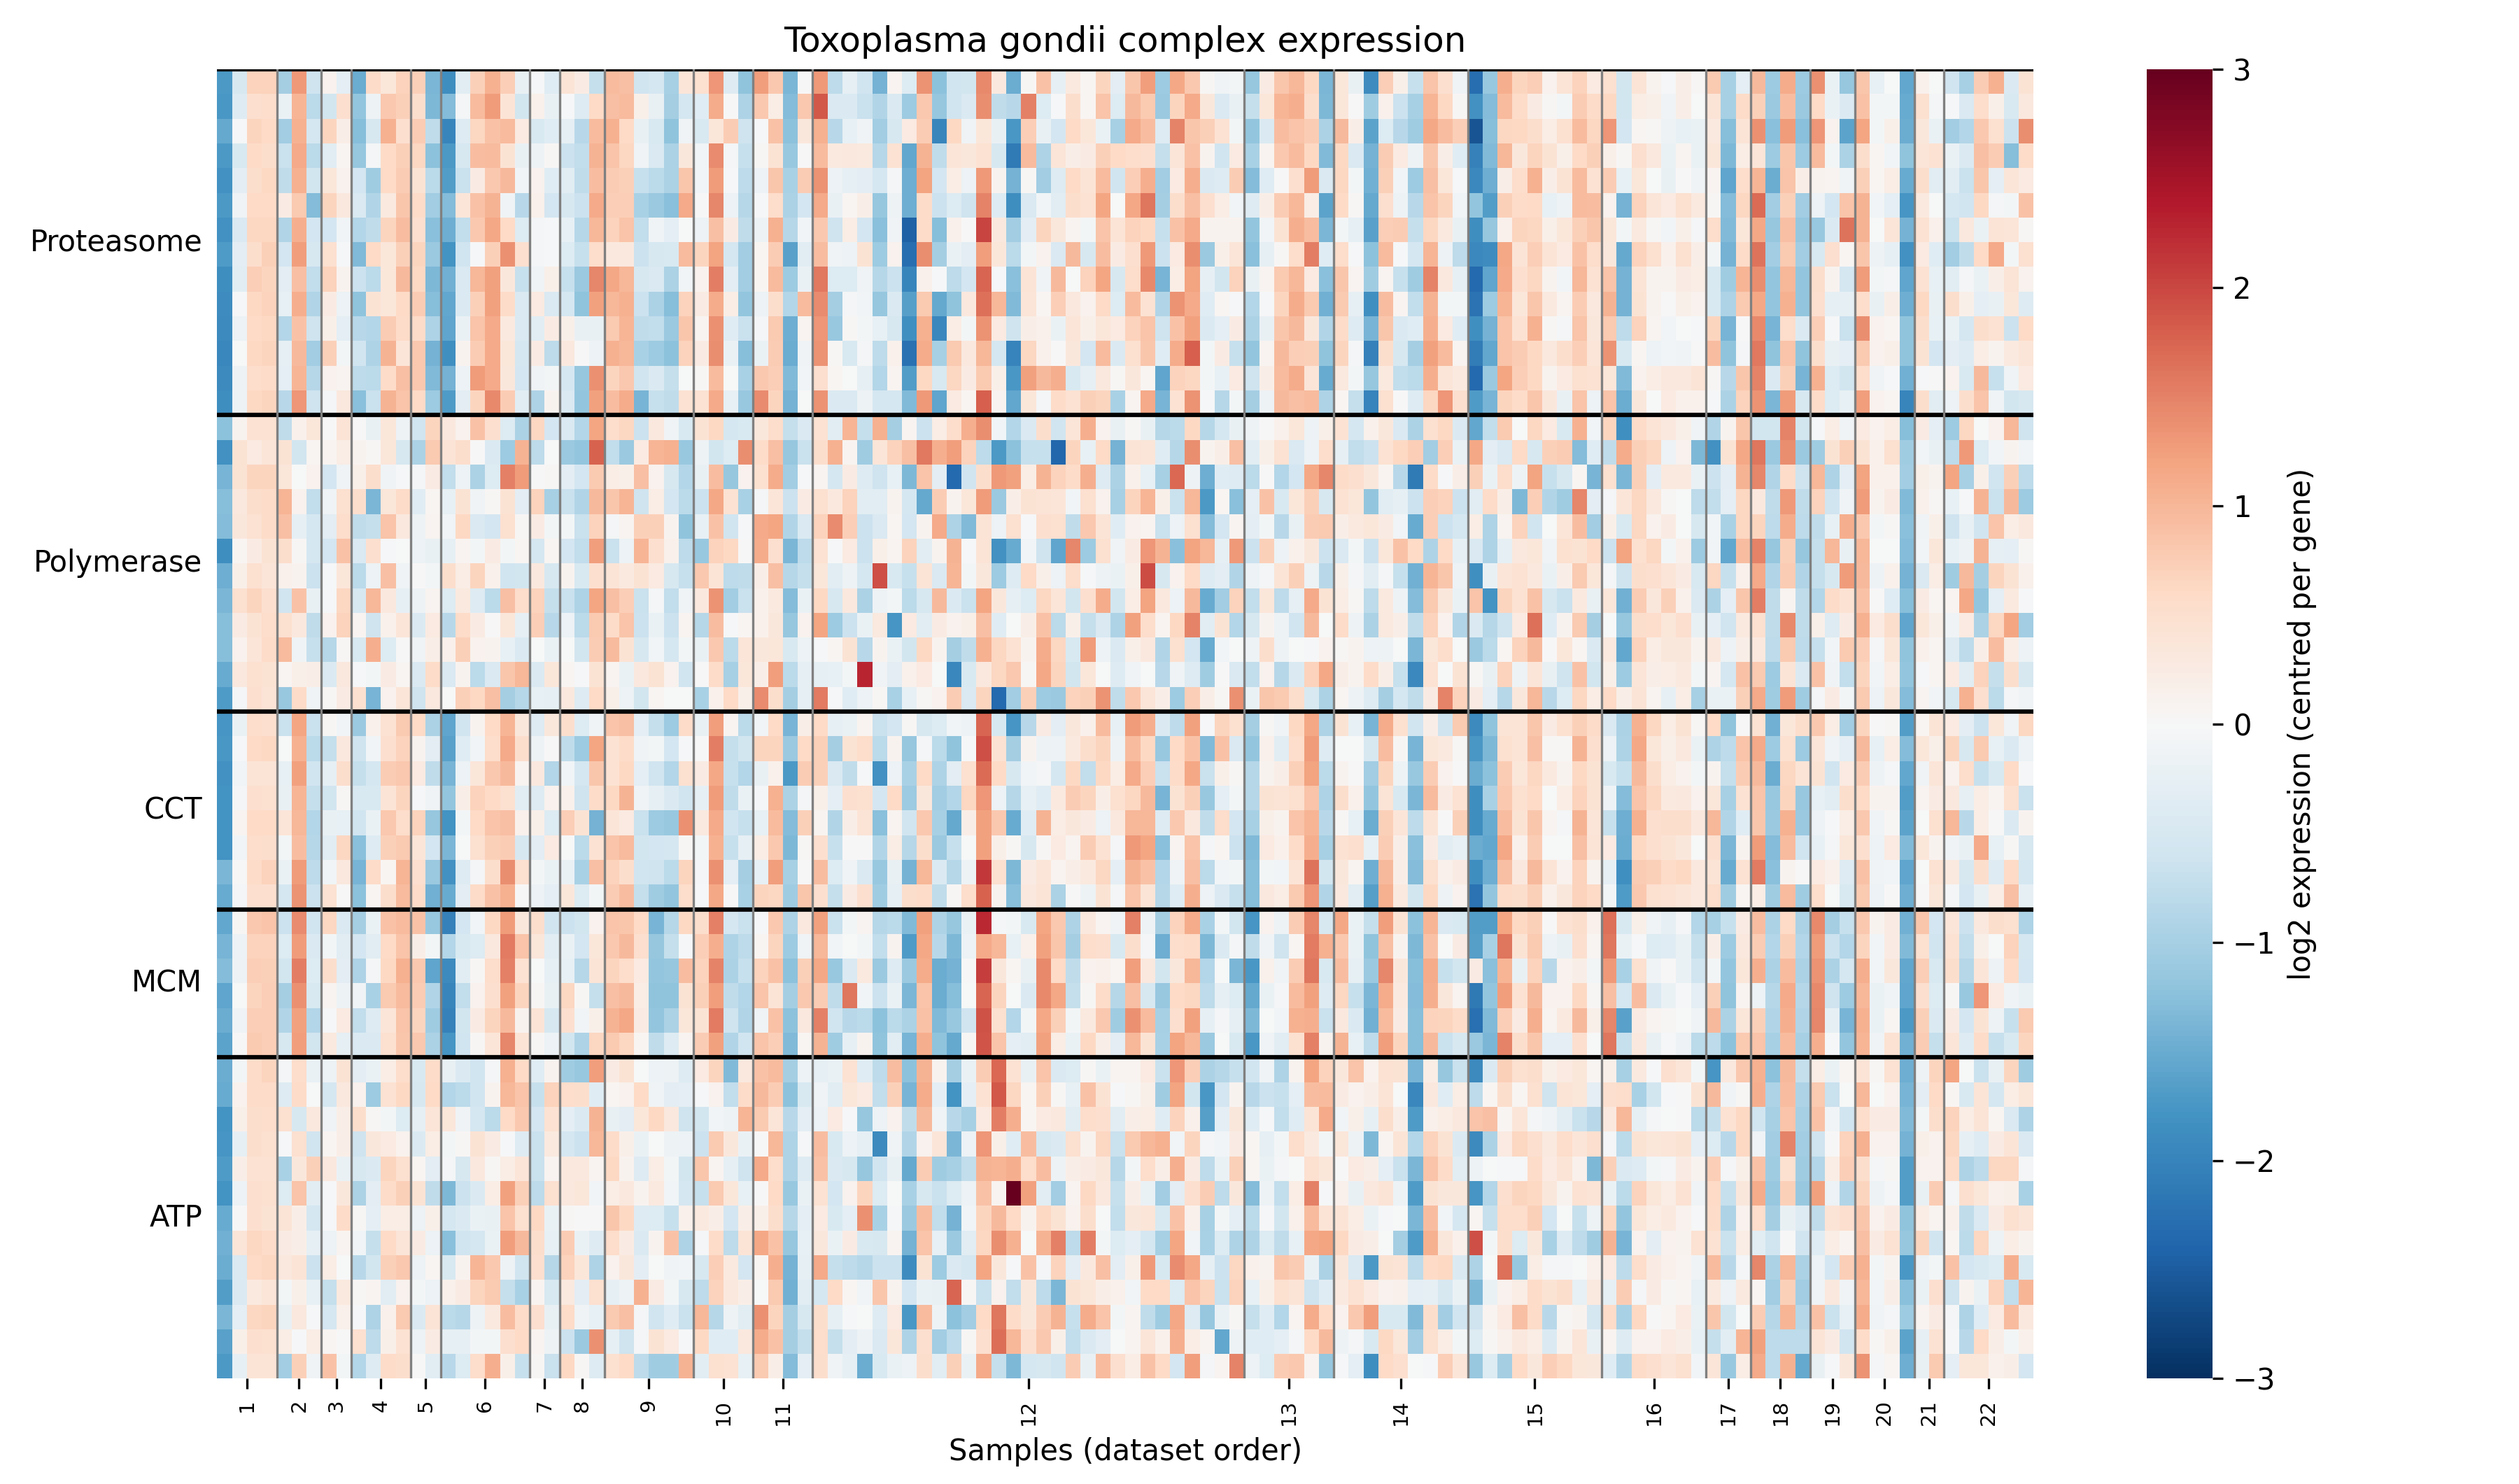 Toxoplasma gondii complex expression
Proteasome
Polymerase
CCT
MCM
ATP
1 2 3 4 5 6 7 8 9 10 11 12 13 14 15 16 17 18 19 20 21 22
Samples (dataset order)
3
2
1
0
−1
−2
−3
log2 expression (centred per gene)